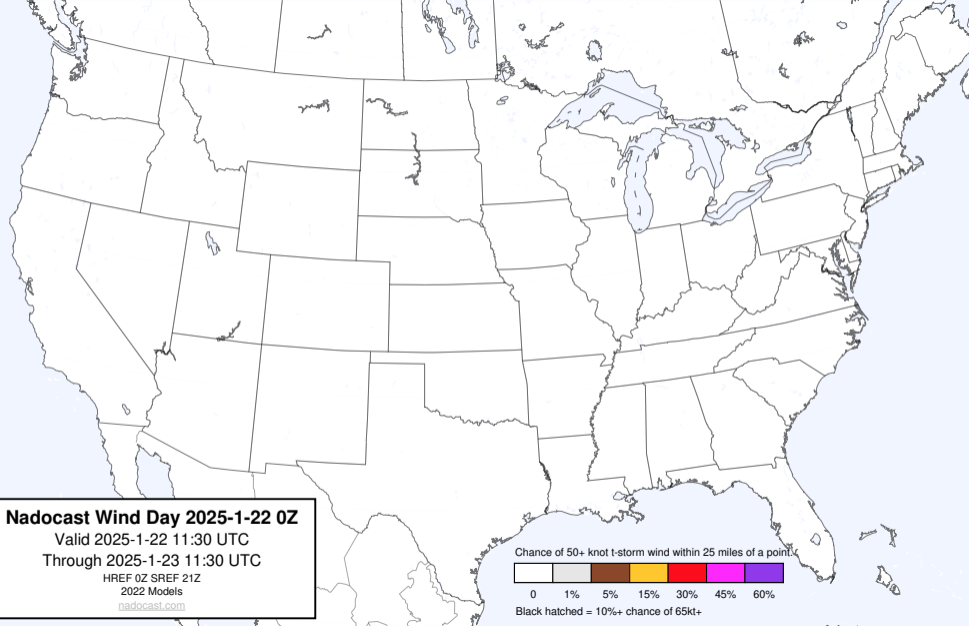 Nadocast Wind Day 2025-1-22 0Z
Valid 2025-1-22 11:30 UTC
Through 2025-1-23 11:30 UTC
HREF 0Z SREF 21Z
2022 Models
nadocast.com
Chance of 50+ knot t-storm wind within 25 miles of a point.
0 1% 5% 15% 30% 45% 60%
Black hatched = 10%+ chance of 65kt+